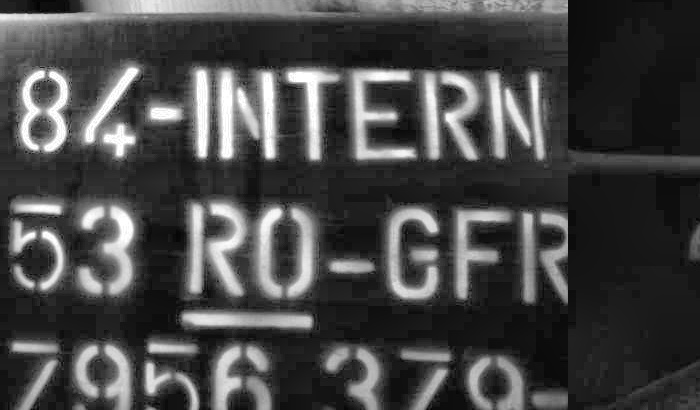 84-INTERN
53 RO-GFR
7956 379-